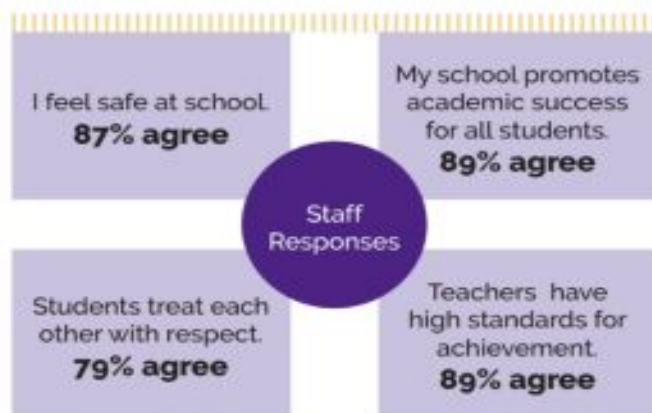 I feel safe at school.
87% agree
My school promotes
academic success
for all students.
89% agree
Staff
Responses
Students treat each
other with respect.
79% agree
Teachers have
high standards for
achievement.
89% agree